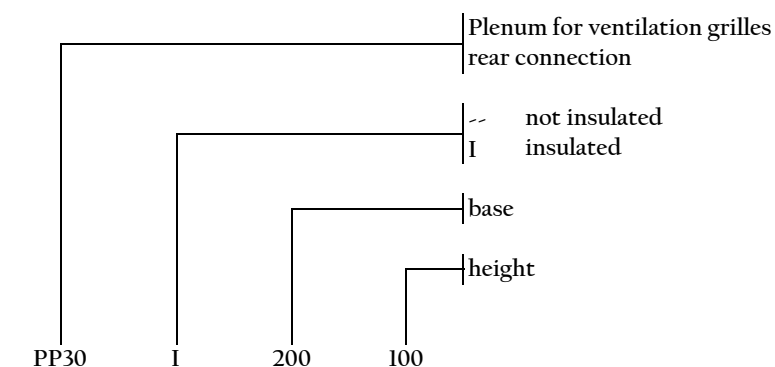 Plenum for ventilation grilles
rear connection
-- not insulated
I insulated
base
height
PP30 I 200 100